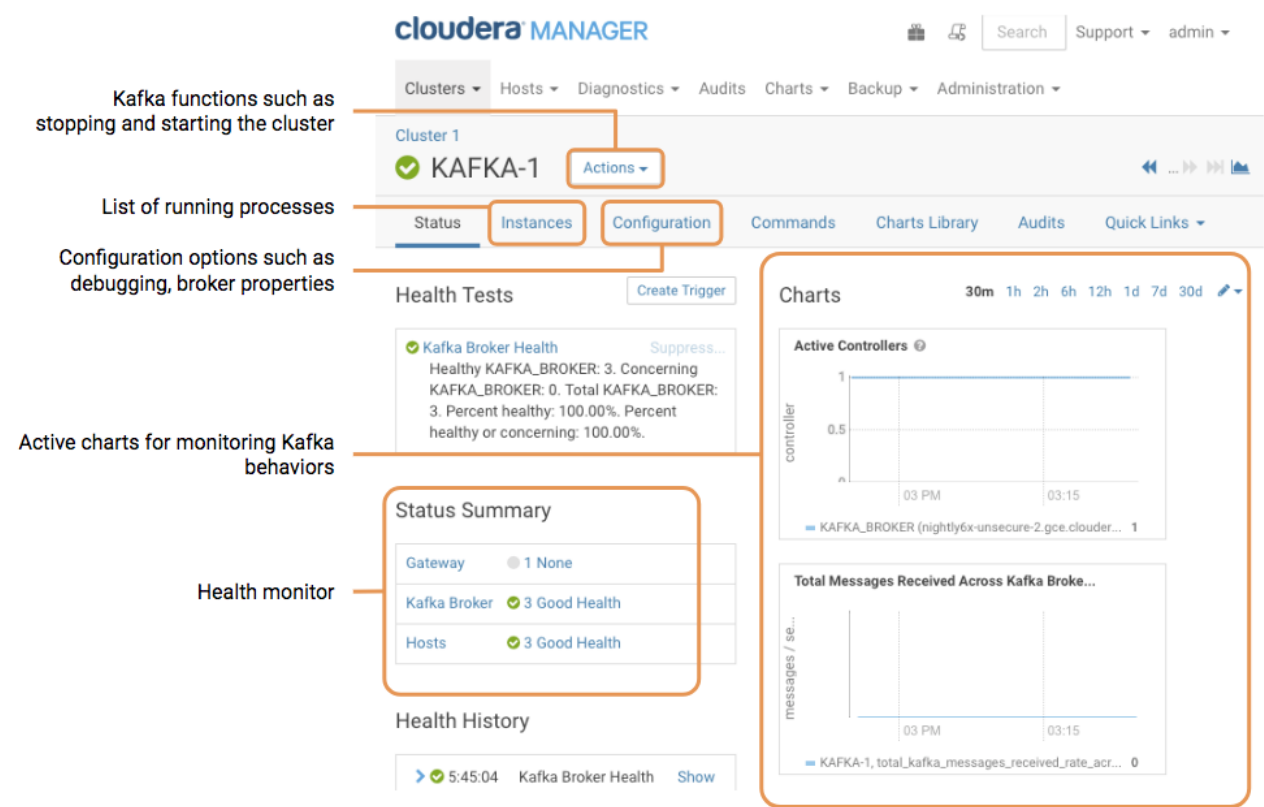 cloudera MANAGER
Search
Support
admin
Clusters
Hosts
Diagnostics
Audits
Charts
Backup
Administration
Kafka functions such as
stopping and starting the cluster
Cluster 1
KAFKA-1
Actions
...
List of running processes
Status
Instances
Configuration
Commands
Charts Library
Audits
Quick Links
Configuration options such as
debugging, broker properties
Health Tests
Create Trigger
Kafka Broker Health
Suppress...
Healthy KAFKA_BROKER: 3. Concerning
KAFKA_BROKER: 0. Total KAFKA_BROKER:
3. Percent healthy: 100.00%. Percent
healthy or concerning: 100.00%.
Active charts for monitoring Kafka
behaviors
Status Summary
Gateway
1 None
Kafka Broker
3 Good Health
Hosts
3 Good Health
Health monitor
Health History
5:45:04
Kafka Broker Health
Show
Charts
30m 1h 2h 6h 12h 1d 7d 30d
Active Controllers
controller
1
0.5
0
03 PM
03:15
KAFKA_BROKER (nightly6x-unsecure-2.gce.clouder... 1
Total Messages Received Across Kafka Broke...
messages / se...
03 PM
03:15
KAFKA-1, total_kafka_messages_received_rate_acr... 0